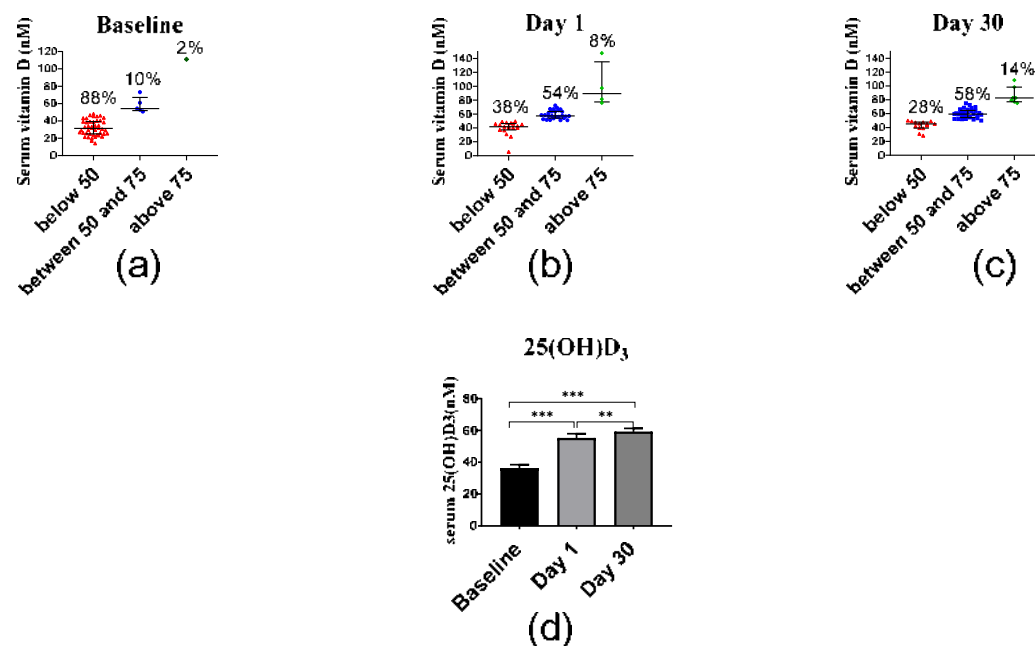 Baseline
Serum vitamin D (nM)
120
100
80
60
40
20
0
88%
10%
2%
below 50
between 50 and 75
above 75
(a)
Day 1
Serum vitamin D (nM)
140
120
100
80
60
40
20
0
38%
54%
8%
below 50
between 50 and 75
above 75
(b)
Day 30
Serum vitamin D (nM)
140
120
100
80
60
40
20
0
28%
58%
14%
below 50
between 50 and 75
above 75
(c)
25(OH)D₃
serum 25(OH)D3(nM)
80
60
40
20
0
***
***
**
Baseline
Day 1
Day 30
(d)